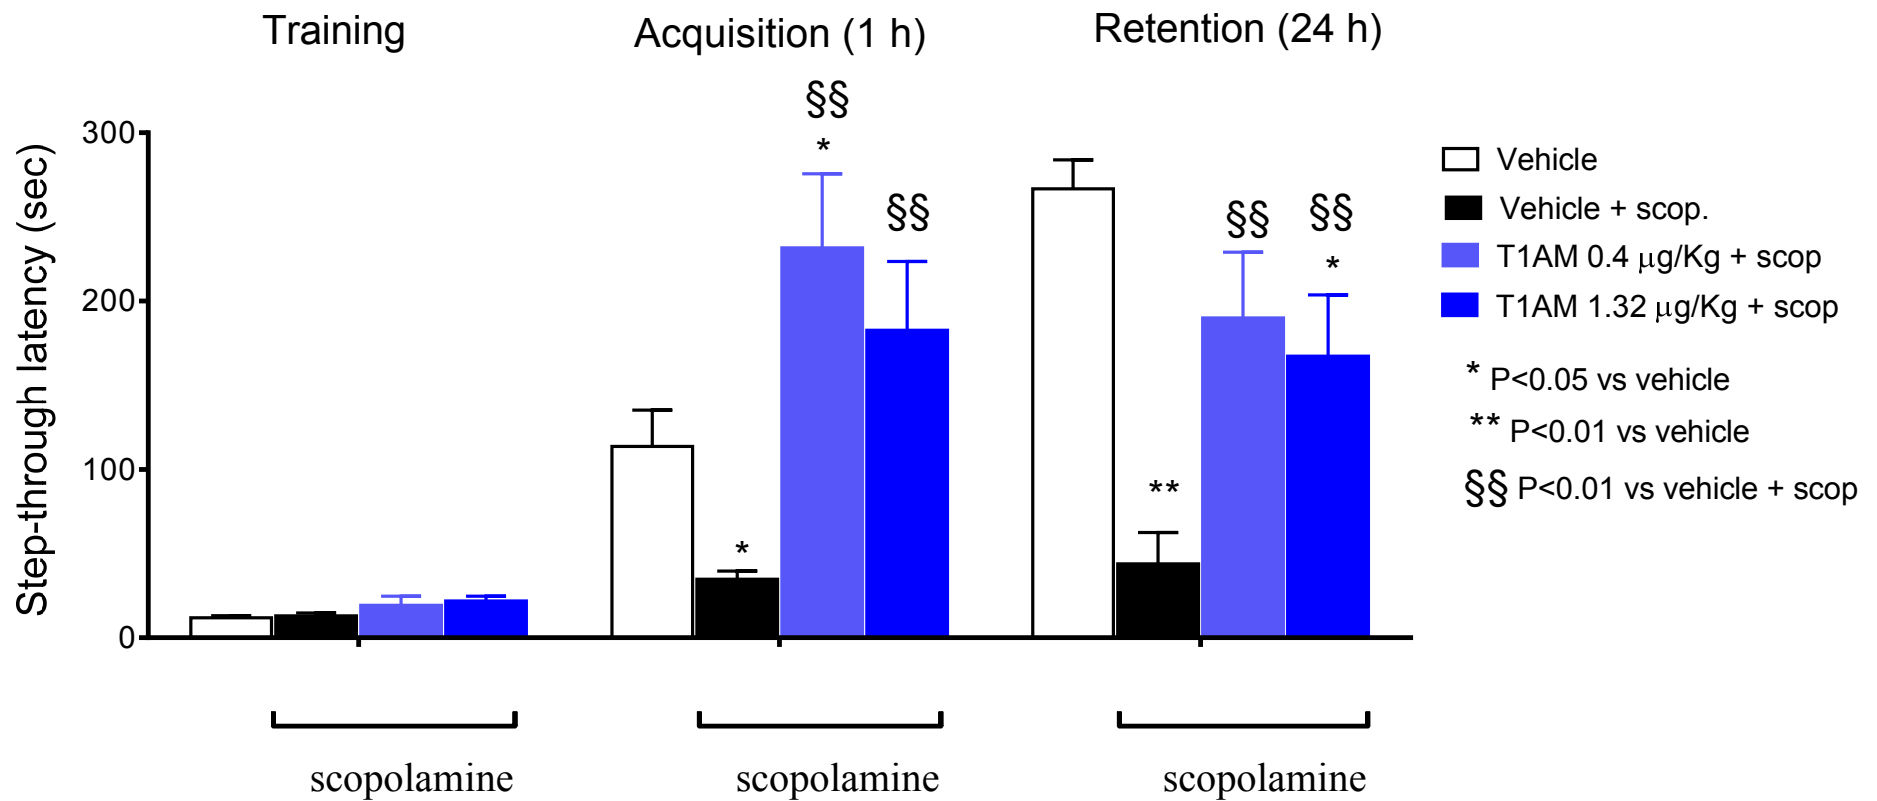 Training
Acquisition (1 h)
Retention (24 h)
Step-through latency (sec)
300
200
100
0
§§
*
§§
*
§§
§§
*
**
Vehicle
Vehicle + scop.
T1AM 0.4 μg/Kg + scop
T1AM 1.32 μg/Kg + scop
* P<0.05 vs vehicle
** P<0.01 vs vehicle
§§ P<0.01 vs vehicle + scop
scopolamine
scopolamine
scopolamine